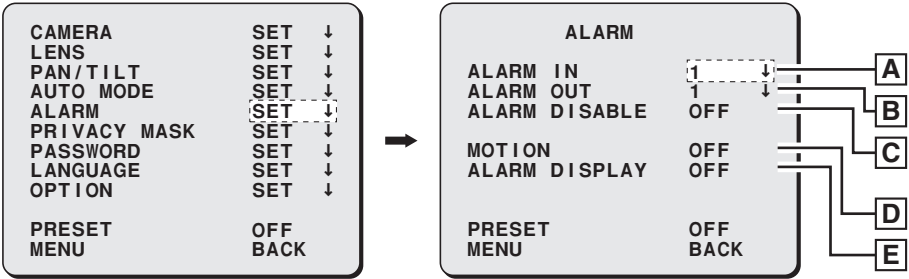 CAMERA SET ↓
LENS SET ↓
PAN/TILT SET ↓
AUTO MODE SET ↓
ALARM SET ↓
PRIVACY MASK SET ↓
PASSWORD SET ↓
LANGUAGE SET ↓
OPTION SET ↓
PRESET OFF
MENU BACK
ALARM
ALARM IN 1 ↓
ALARM OUT 1 ↓
ALARM DISABLE OFF
MOTION OFF
ALARM DISPLAY OFF
PRESET OFF
MENU BACK
A
B
C
D
E